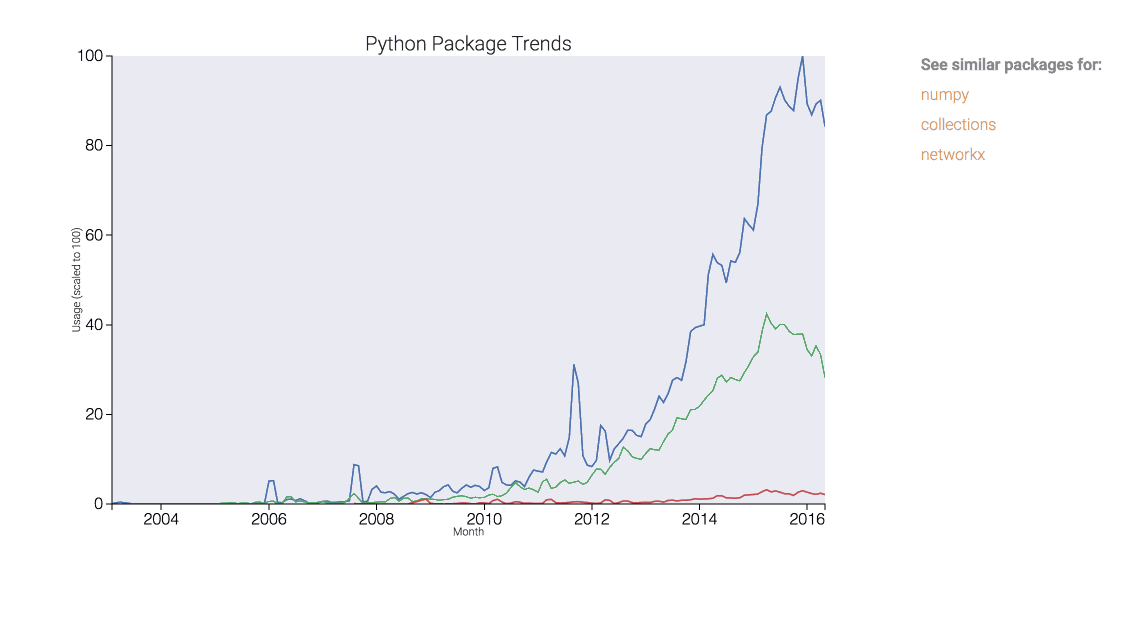 Python Package Trends
100
80
60
40
20
0
Usage (scaled to 100)
2004 2006 2008 2010 2012 2014 2016
Month
See similar packages for:
numpy
collections
networkx